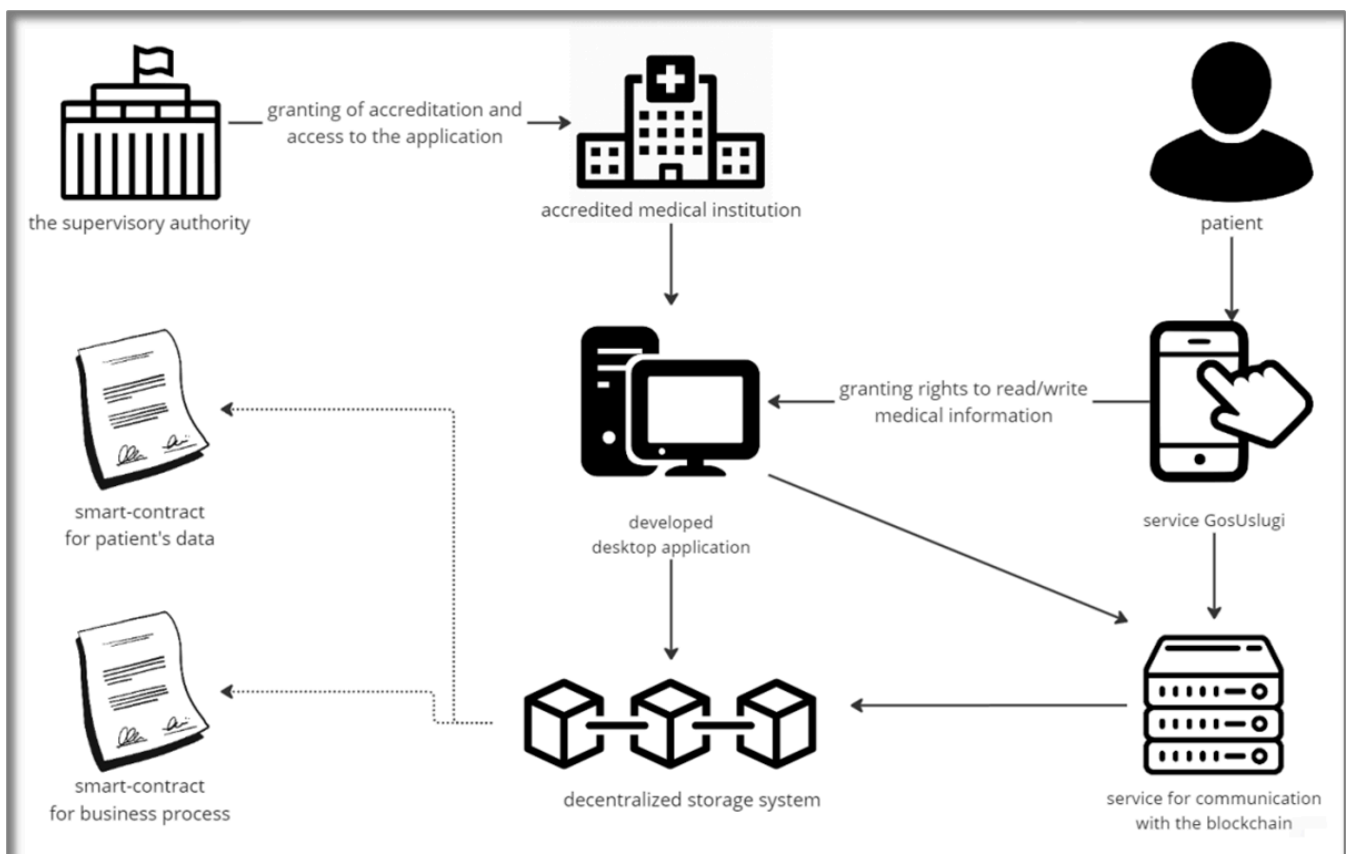 granting of accreditation and
access to the application
the supervisory authority
accredited medical institution
patient
granting rights to read/write
medical information
smart-contract
for patient's data
developed
desktop application
service GosUslugi
smart-contract
for business process
decentralized storage system
service for communication
with the blockchain